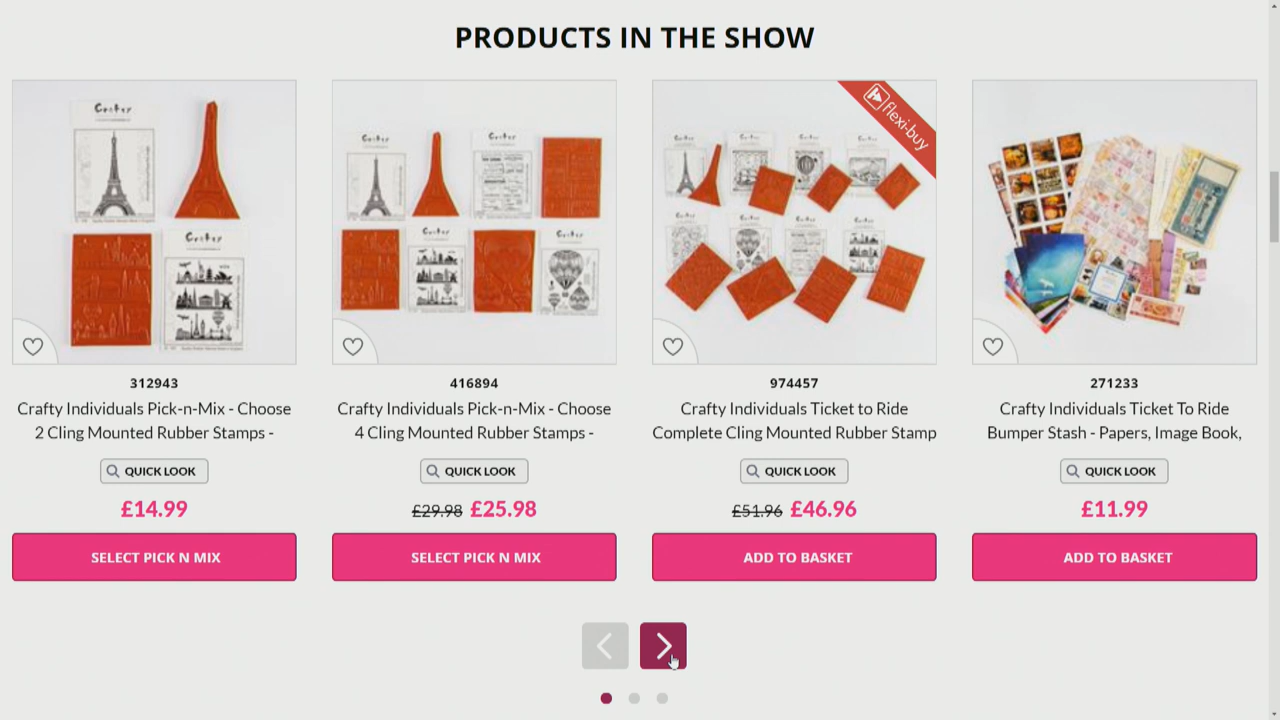 PRODUCTS IN THE SHOW
flexi-buy
Crafty
Crafty
Crafty
Crafty
312943
Crafty Individuals Pick-n-Mix - Choose
2 Cling Mounted Rubber Stamps -
QUICK LOOK
£14.99
SELECT PICK N MIX
416894
Crafty Individuals Pick-n-Mix - Choose
4 Cling Mounted Rubber Stamps -
QUICK LOOK
£29.98 £25.98
SELECT PICK N MIX
974457
Crafty Individuals Ticket to Ride
Complete Cling Mounted Rubber Stamp
QUICK LOOK
£51.96 £46.96
ADD TO BASKET
271233
Crafty Individuals Ticket To Ride
Bumper Stash - Papers, Image Book,
QUICK LOOK
£11.99
ADD TO BASKET